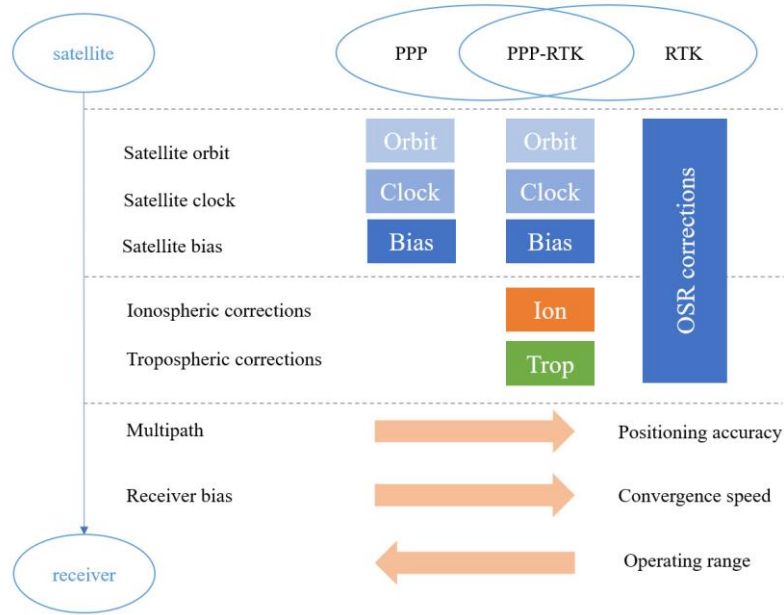 satellite
PPP
PPP-RTK
RTK
Satellite orbit
Orbit
Orbit
Satellite clock
Clock
Clock
Satellite bias
Bias
Bias
OSR corrections
Ionospheric corrections
Ion
Tropospheric corrections
Trop
Multipath
Positioning accuracy
Receiver bias
Convergence speed
Operating range
receiver